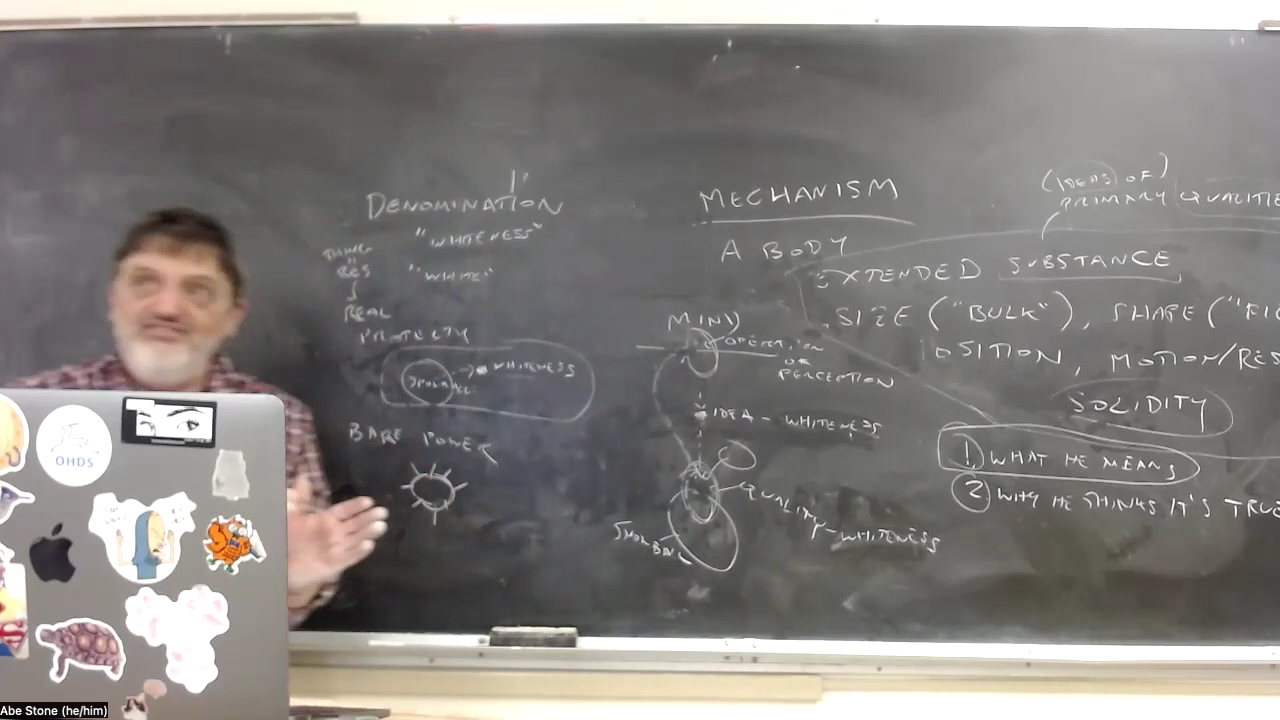 DENOMINATION
"WHITENESS"
"WHITE"
THING
RES
REAL
PROPERTY
WHITENESS
BARE POWER
MECHANISM
A BODY
EXTENDED SUBSTANCE
(IDEAS OF)
PRIMARY QUALITIE
SIZE ("BULK"), SHAPE ("FI
POSITION, MOTION/RES
SOLIDITY
MIND
OPERATION
OR
PERCEPTION
IDEA - WHITENESS
QUALITY - WHITENESS
SNOWBALL
1. WHAT HE MEANS
2 WHY HE THINKS IT'S TRUE
OHDS
Abe Stone (he/him)